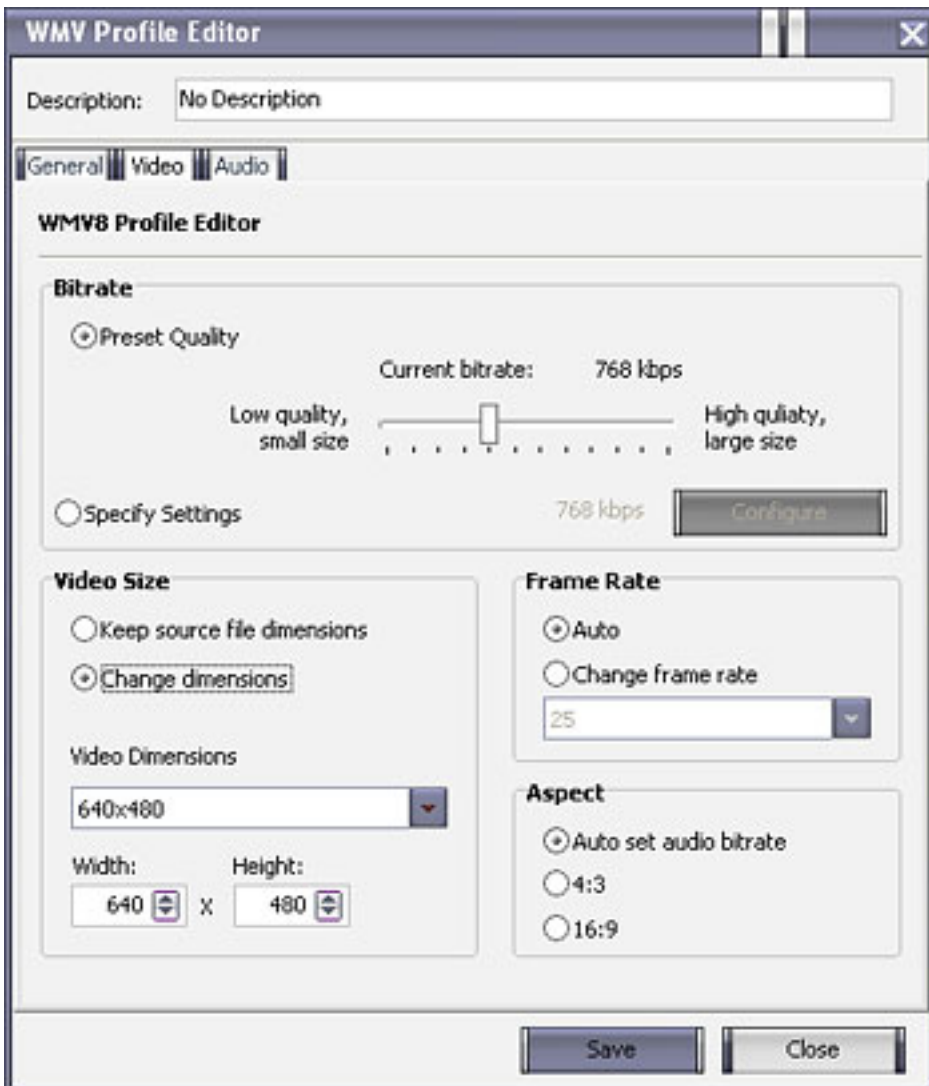 WMV Profile Editor
Description: No Description
General Video Audio
WMV8 Profile Editor
Bitrate
Preset Quality
Current bitrate: 768 kbps
Low quality, small size
High quliaty, large size
Specify Settings 768 kbps Configure
Video Size
Keep source file dimensions
Change dimensions
Video Dimensions
640x480
Width: Height:
640 X 480
Frame Rate
Auto
Change frame rate
25
Aspect
Auto set audio bitrate
4:3
16:9
Save Close